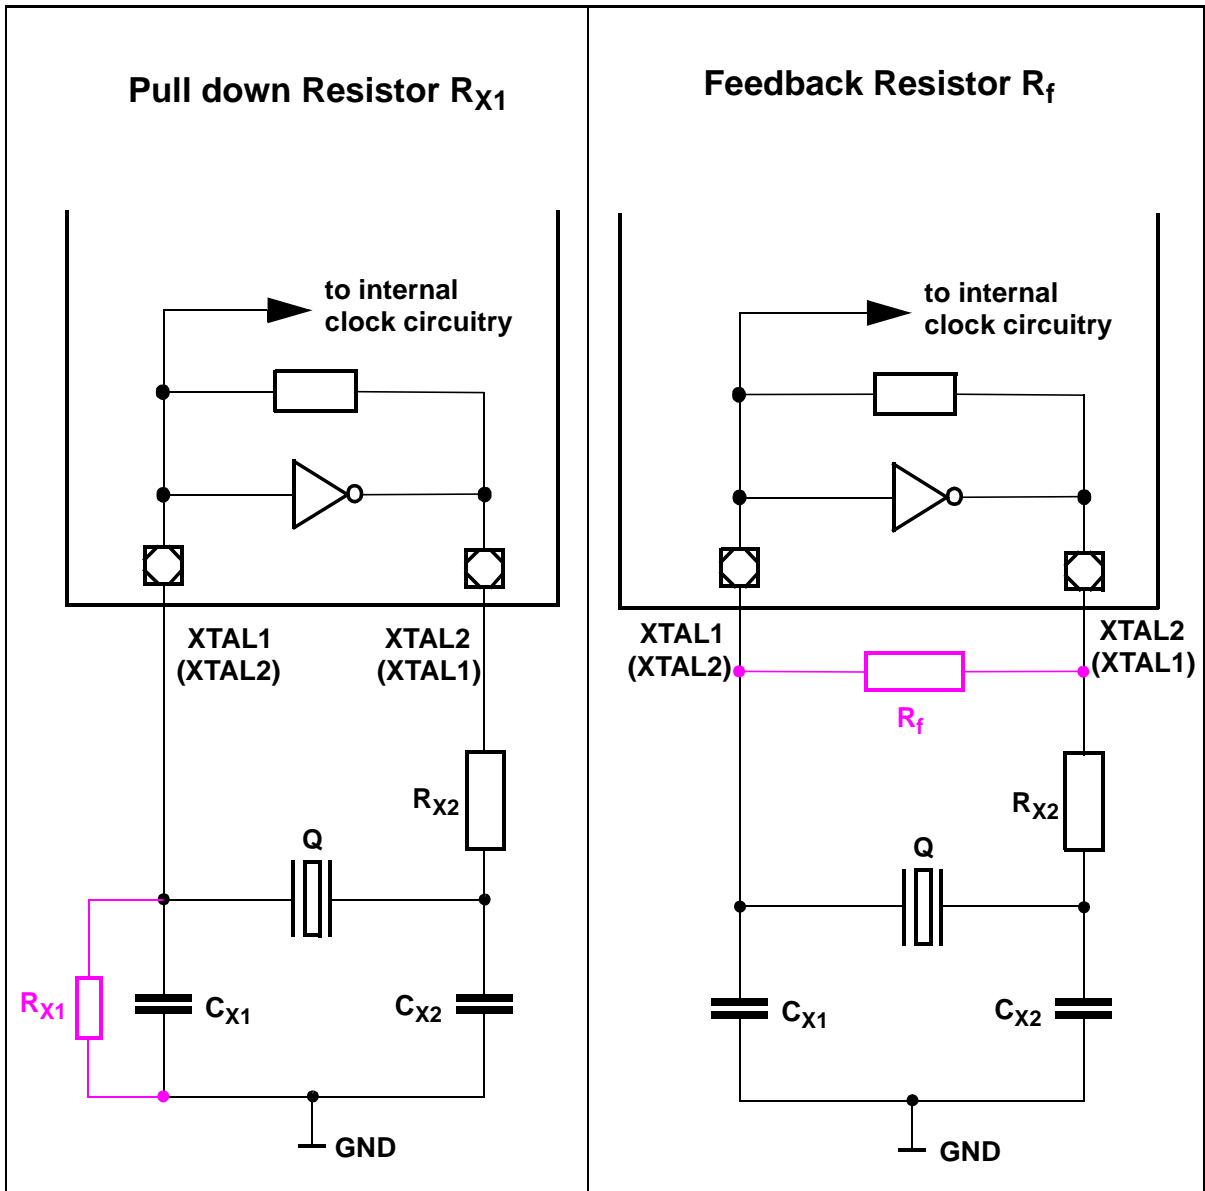 Pull down Resistor RX1
to internal
clock circuitry
XTAL1
(XTAL2)
XTAL2
(XTAL1)
RX2
Q
RX1
CX1
CX2
GND
Feedback Resistor Rf
to internal
clock circuitry
XTAL1
(XTAL2)
XTAL2
(XTAL1)
Rf
RX2
Q
CX1
CX2
GND